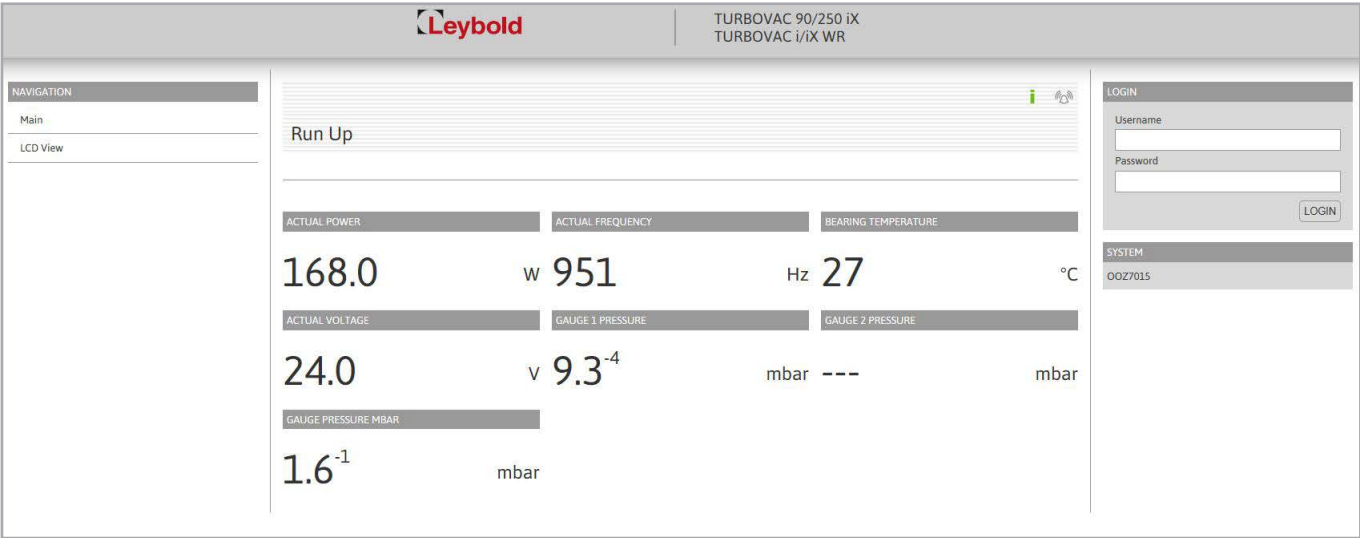 Leybold
TURBOVAC 90/250 iX
TURBOVAC i/iX WR
NAVIGATION
Main
LCD View
i
Run Up
ACTUAL POWER
168.0 W
ACTUAL FREQUENCY
951 Hz
BEARING TEMPERATURE
27 °C
ACTUAL VOLTAGE
24.0 V
GAUGE 1 PRESSURE
9.3⁻⁴ mbar
GAUGE 2 PRESSURE
--- mbar
GAUGE PRESSURE MBAR
1.6⁻¹ mbar
LOGIN
Username
Password
LOGIN
SYSTEM
OOZ7015